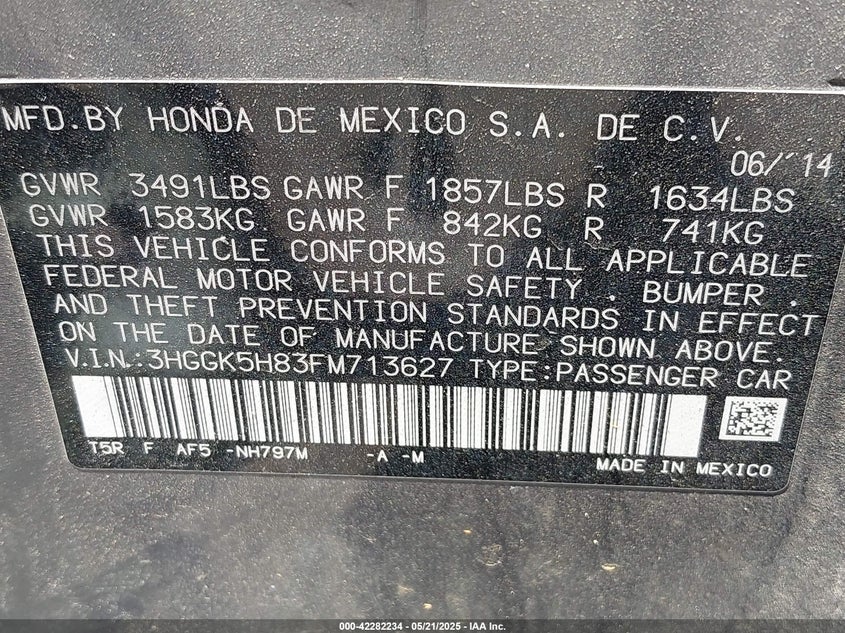 MFD.BY HONDA DE MEXICO S.A. DE C.V.
06/'14
GVWR 3491LBS GAWR F 1857LBS R 1634LBS
GVWR 1583KG GAWR F 842KG R 741KG
THIS VEHICLE CONFORMS TO ALL APPLICABLE
FEDERAL MOTOR VEHICLE SAFETY . BUMPER .
AND THEFT PREVENTION STANDARDS IN EFFECT
ON THE DATE OF MANUFACTURE SHOWN ABOVE.
V.I.N.:3HGGK5H83FM713627 TYPE:PASSENGER CAR
T5R F AF5 -NH797M -A -M
MADE IN MEXICO
000-42282234 | 05/21/2025 - IAA Inc.